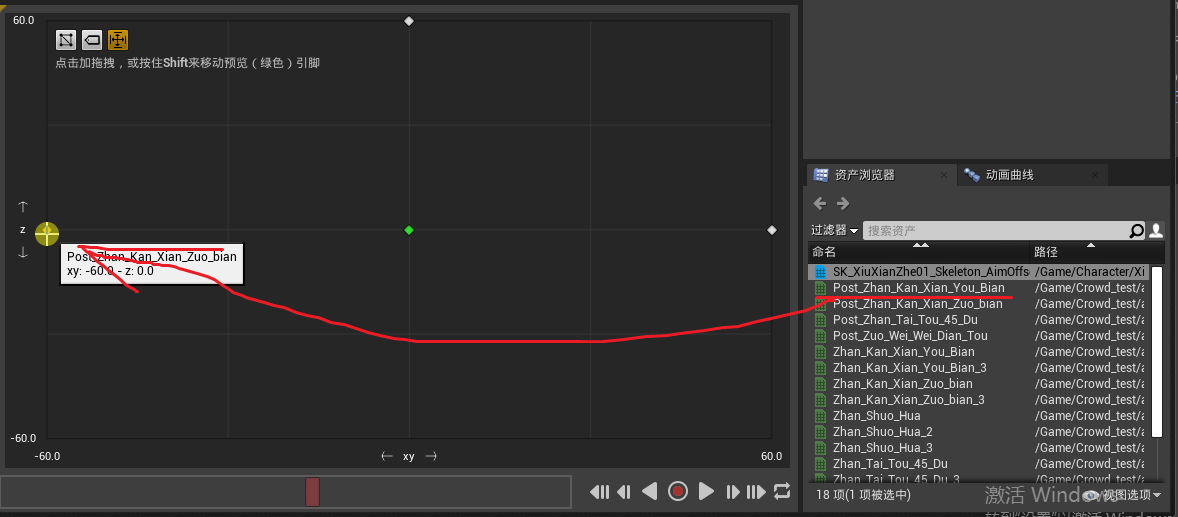 60.0
点击加拖拽，或按住Shift来移动预览（绿色）引脚
z
Post_Zhan_Kan_Xian_Zuo_bian
xy: -60.0 - z: 0.0
-60.0
-60.0
xy
60.0
资产浏览器
动画曲线
过滤器
搜索资产
命名
路径
SK_XiuXianZhe01_Skeleton_AimOffs /Game/Character/Xi
Post_Zhan_Kan_Xian_You_Bian /Game/Crowd_test/a
Post_Zhan_Kan_Xian_Zuo_bian /Game/Crowd_test/a
Post_Zhan_Tai_Tou_45_Du /Game/Crowd_test/a
Post_Zuo_Wei_Wei_Dian_Tou /Game/Crowd_test/a
Zhan_Kan_Xian_You_Bian /Game/Crowd_test/a
Zhan_Kan_Xian_You_Bian_3 /Game/Crowd_test/a
Zhan_Kan_Xian_Zuo_bian /Game/Crowd_test/a
Zhan_Kan_Xian_Zuo_bian_3 /Game/Crowd_test/a
Zhan_Shuo_Hua /Game/Crowd_test/a
Zhan_Shuo_Hua_2 /Game/Crowd_test/a
Zhan_Shuo_Hua_3 /Game/Crowd_test/a
Zhan_Tai_Tou_45_Du /Game/Crowd_test/a
Zhan_Tai_Tou_45_Du_3 /Game/Crowd_test/a
18 项(1 项被选中)
视图选项
激活 Windows
转到"设置"以激活 Windows